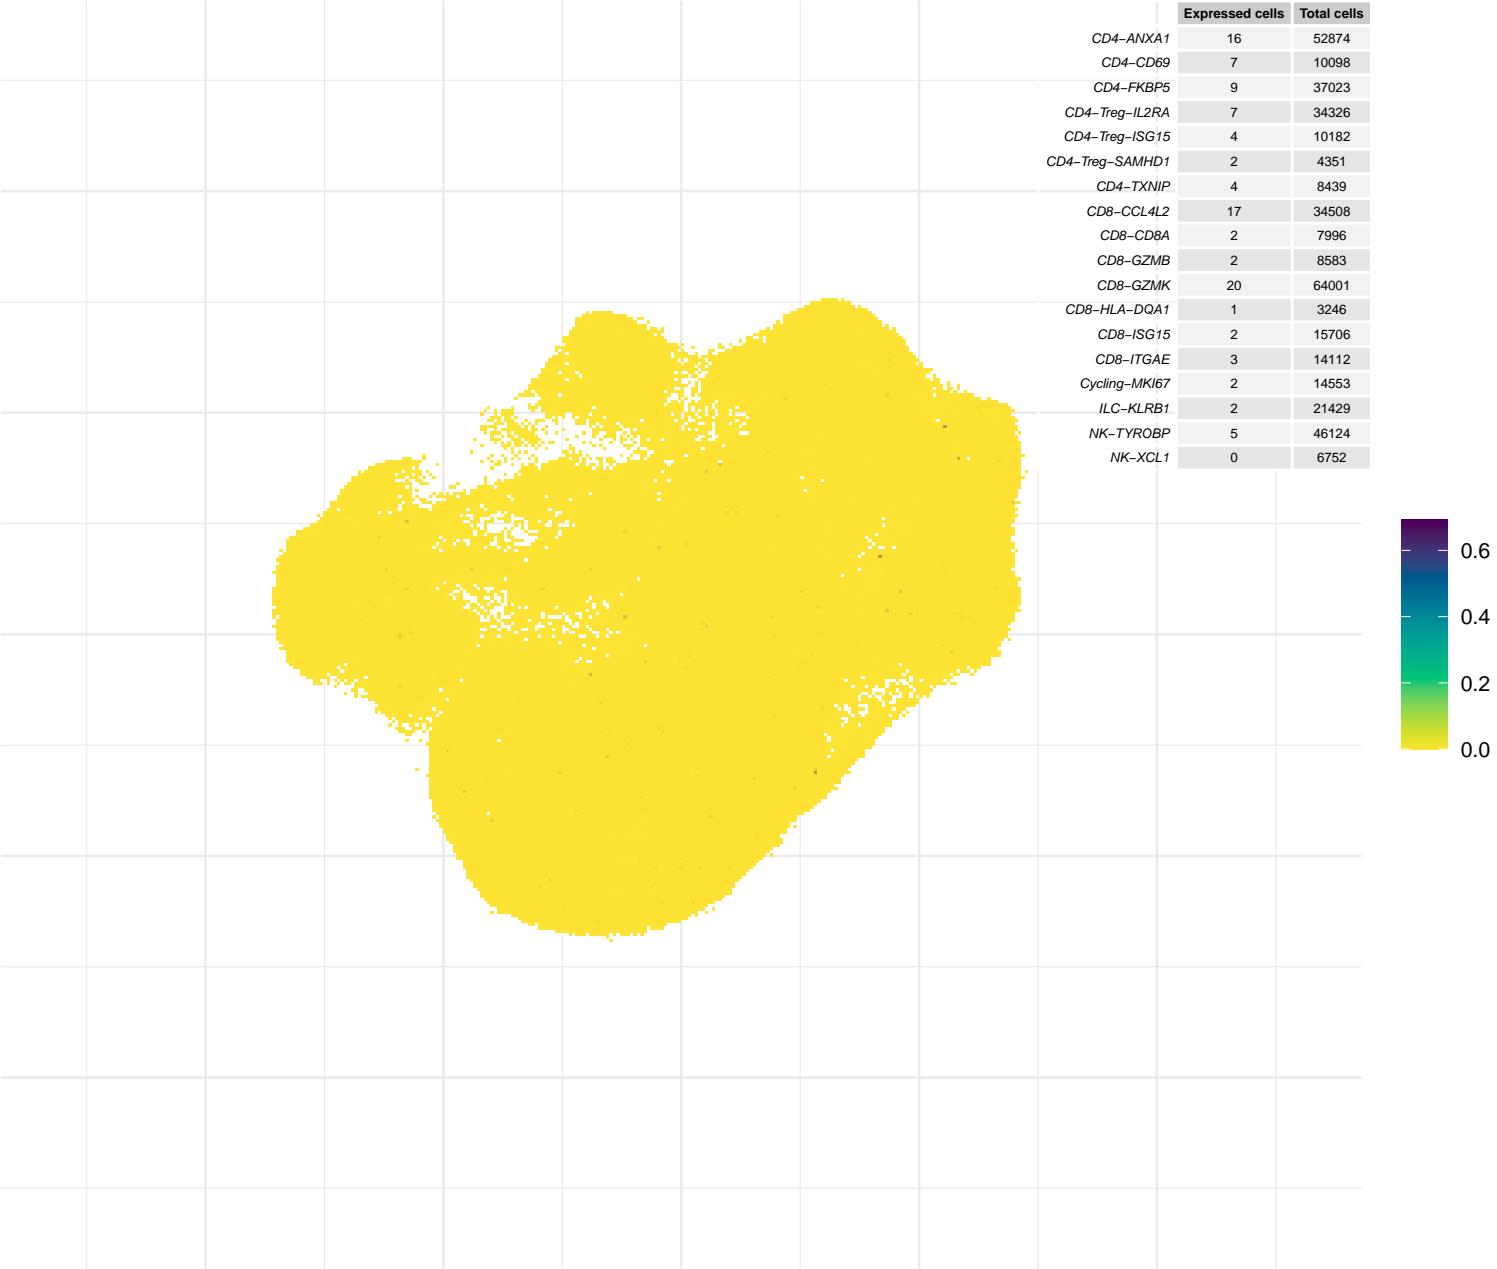 Expressed cells Total cells
CD4−ANXA1 16 52874
CD4−CD69 7 10098
CD4−FKBP5 9 37023
CD4−Treg−IL2RA 7 34326
CD4−Treg−ISG15 4 10182
CD4−Treg−SAMHD1 2 4351
CD4−TXNIP 4 8439
CD8−CCL4L2 17 34508
CD8−CD8A 2 7996
CD8−GZMB 2 8583
CD8−GZMK 20 64001
CD8−HLA−DQA1 1 3246
CD8−ISG15 2 15706
CD8−ITGAE 3 14112
Cycling−MKI67 2 14553
ILC−KLRB1 2 21429
NK−TYROBP 5 46124
NK−XCL1 0 6752
0.6
0.4
0.2
0.0